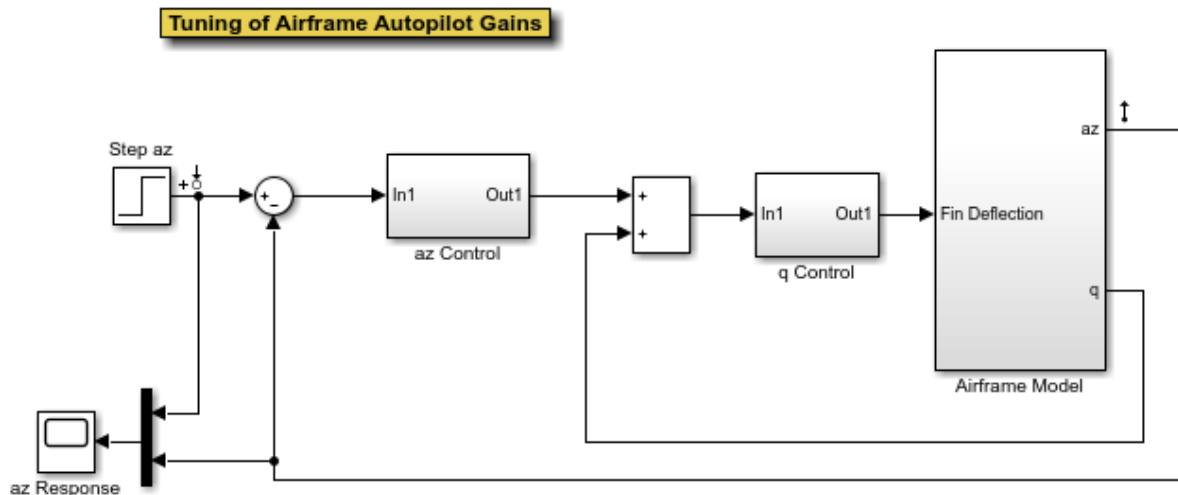 Tuning of Airframe Autopilot Gains
Step az
+
+
-
In1
Out1
az Control
+
+
In1
Out1
q Control
az
Fin Deflection
q
Airframe Model
az Response